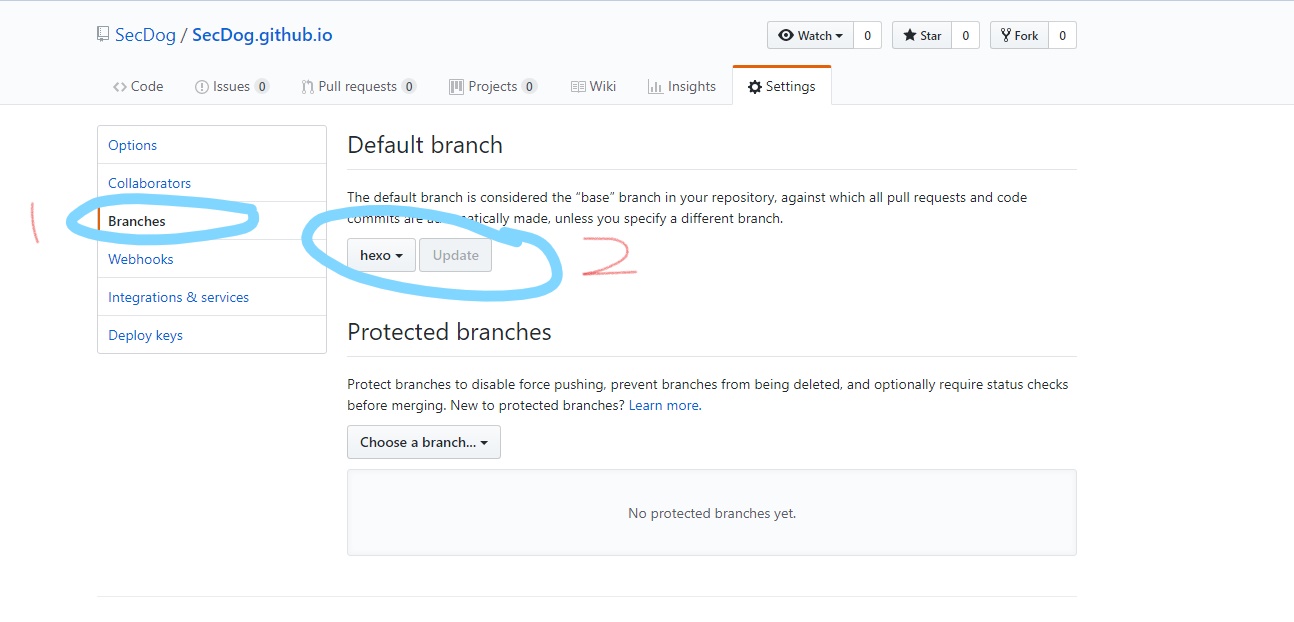 SecDog / SecDog.github.io
Watch 0 Star 0 Fork 0
Code Issues 0 Pull requests 0 Projects 0 Wiki Insights Settings
Options
Collaborators
Branches
Webhooks
Integrations & services
Deploy keys
1
Default branch
The default branch is considered the “base” branch in your repository, against which all pull requests and code
commits are automatically made, unless you specify a different branch.
hexo Update
2
Protected branches
Protect branches to disable force pushing, prevent branches from being deleted, and optionally require status checks
before merging. New to protected branches? Learn more.
Choose a branch...
No protected branches yet.